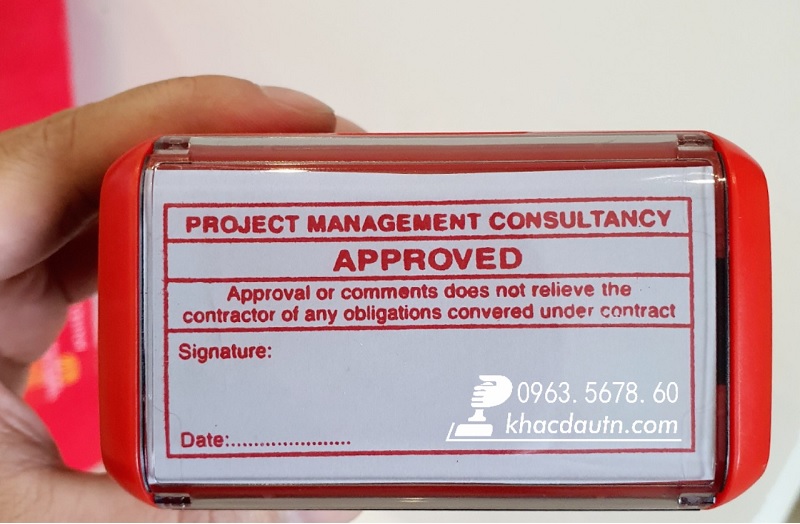 PROJECT MANAGEMENT CONSULTANCY
APPROVED
Approval or comments does not relieve the
contractor of any obligations convered under contract
Signature:
Date:.....................
0963. 5678. 60
khacdautn.com